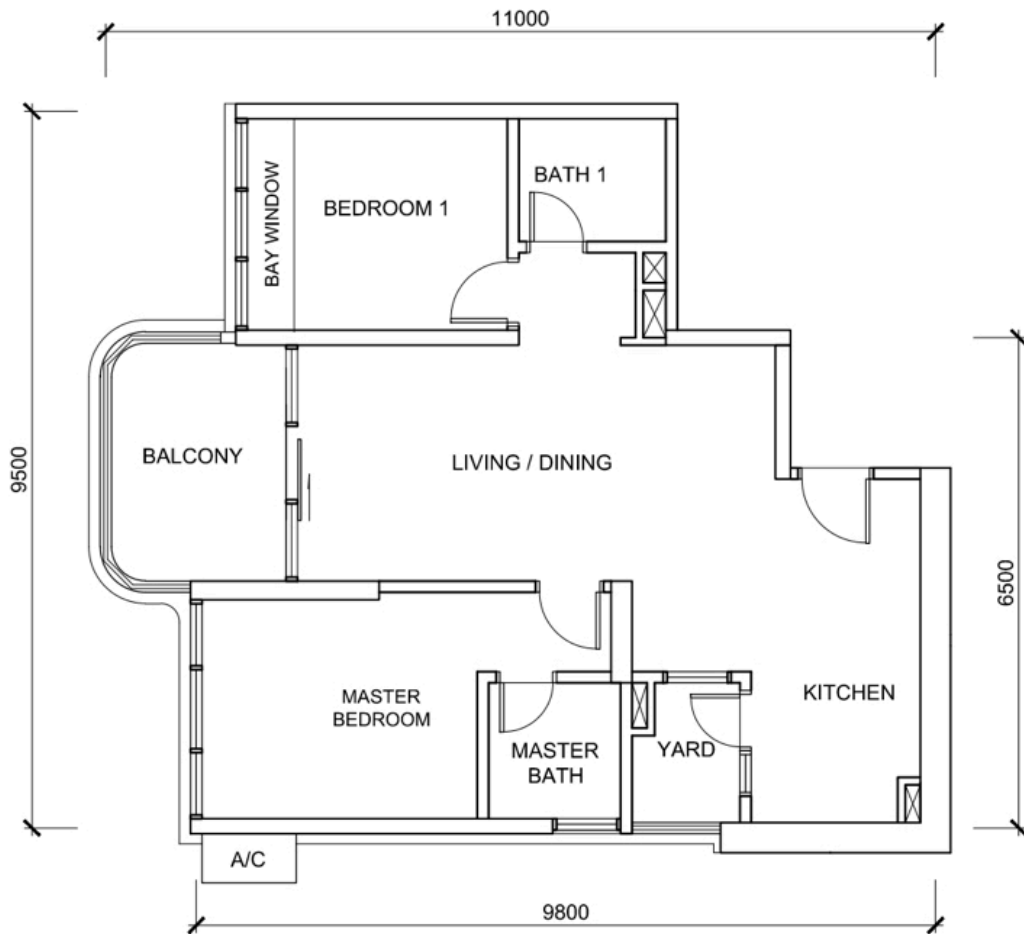 11000
BAY WINDOW
BEDROOM 1
BATH 1
9500
BALCONY
LIVING / DINING
6500
MASTER
BEDROOM
MASTER
BATH
YARD
KITCHEN
A/C
9800